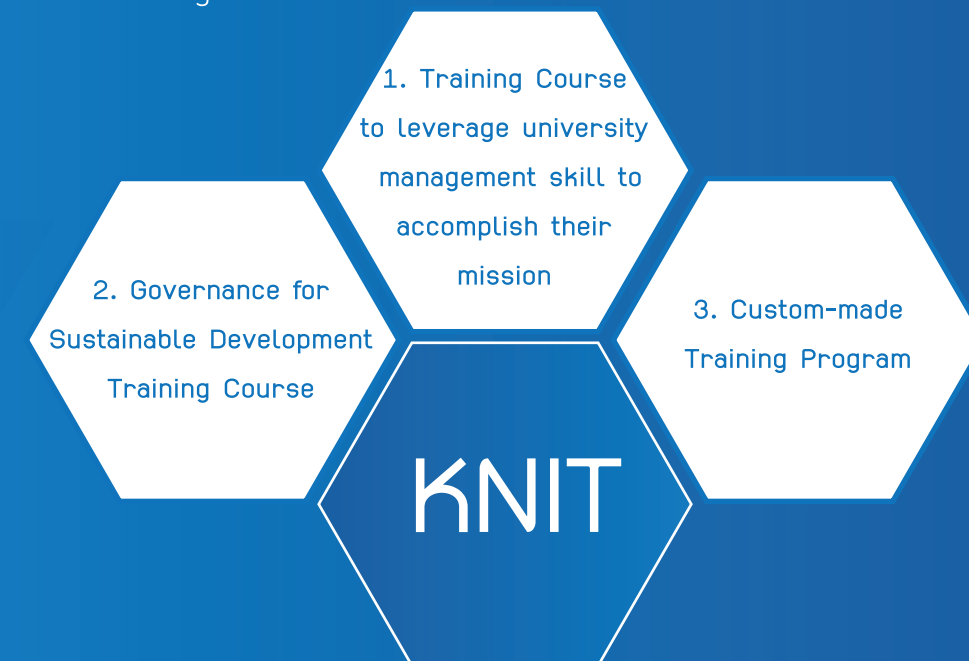 1. Training Course
to leverage university
management skill to
accomplish their
mission
2. Governance for
Sustainable Development
Training Course
3. Custom-made
Training Program
KNIT